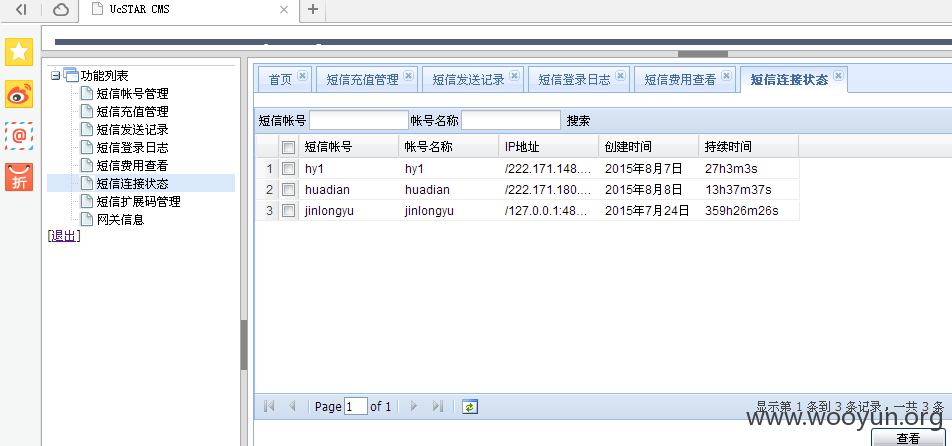 UcSTAR CMS
功能列表
短信帐号管理
短信充值管理
短信发送记录
短信登录日志
短信费用查看
短信连接状态
短信扩展码管理
网关信息
[退出]
首页 短信充值管理 短信发送记录 短信登录日志 短信费用查看 短信连接状态
短信帐号 帐号名称 搜索
短信帐号 帐号名称 IP地址 创建时间 持续时间
1 hy1 hy1 /222.171.148.... 2015年8月7日 27h3m3s
2 huadian huadian /222.171.180.... 2015年8月8日 13h37m37s
3 jinlongyu jinlongyu /127.0.0.1:48... 2015年7月24日 359h26m26s
Page 1 of 1
显示第 1 条到 3 条记录，一共 3 条
www.wooyun.org
查看
折